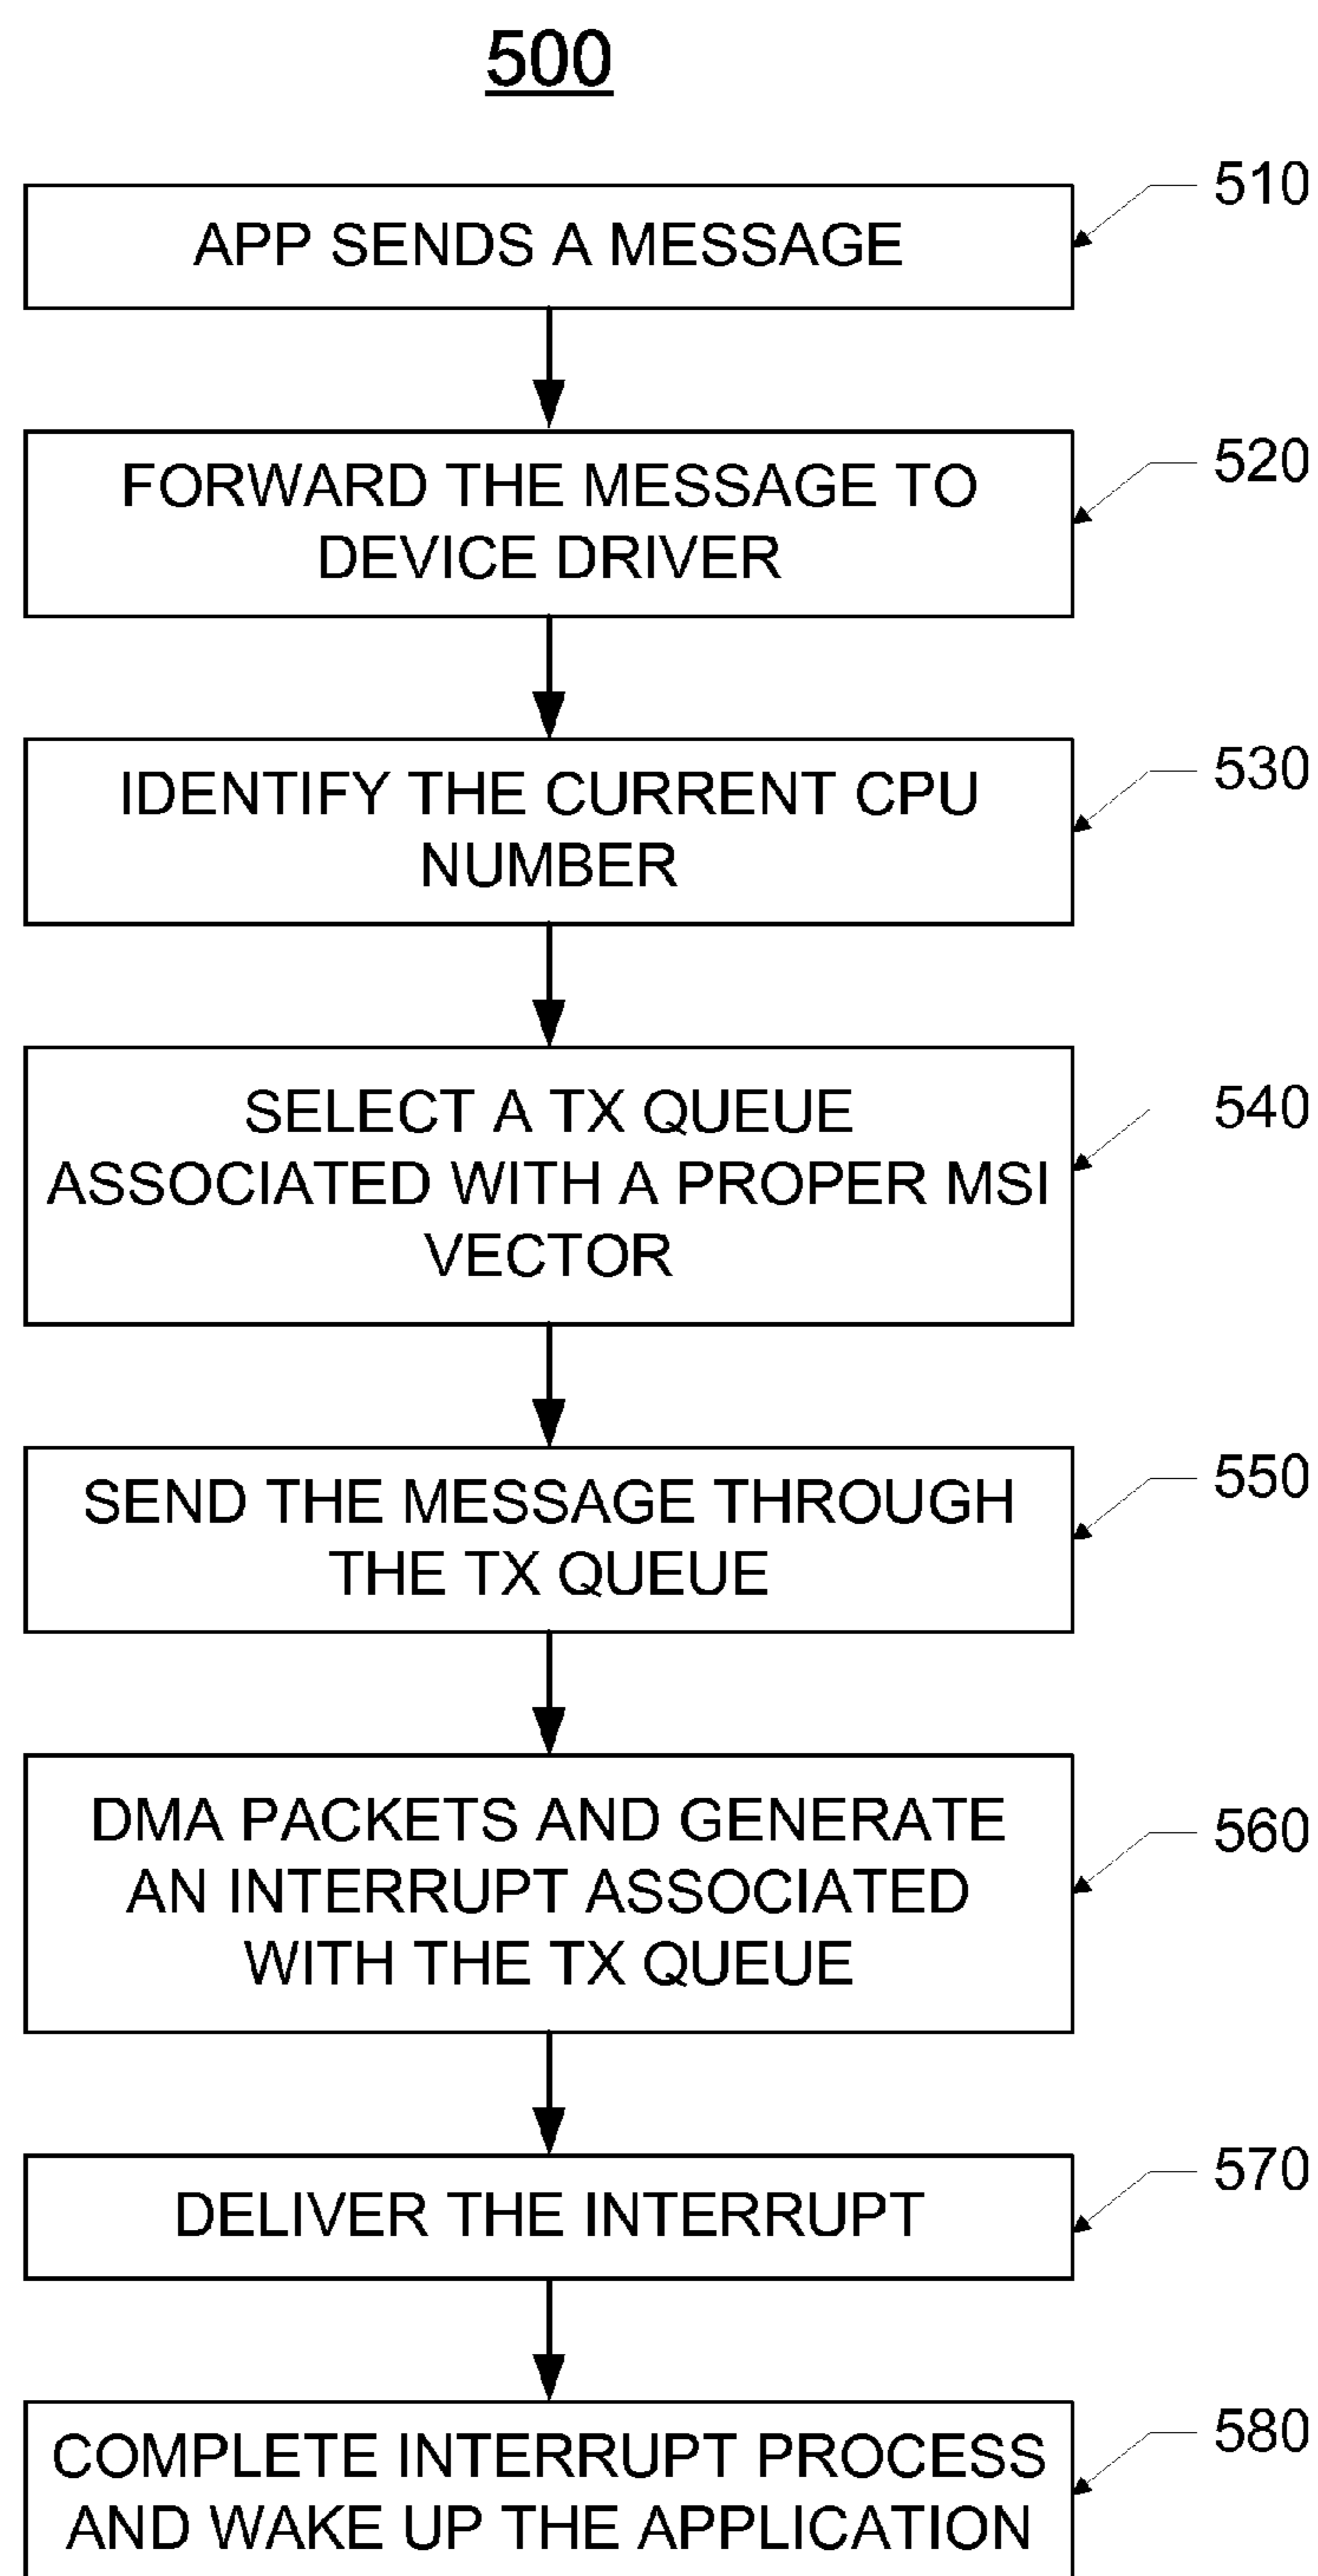 500
APP SENDS A MESSAGE
510
FORWARD THE MESSAGE TO
DEVICE DRIVER
520
IDENTIFY THE CURRENT CPU
NUMBER
530
SELECT A TX QUEUE
ASSOCIATED WITH A PROPER MSI
VECTOR
540
SEND THE MESSAGE THROUGH
THE TX QUEUE
550
DMA PACKETS AND GENERATE
AN INTERRUPT ASSOCIATED
WITH THE TX QUEUE
560
DELIVER THE INTERRUPT
570
COMPLETE INTERRUPT PROCESS
AND WAKE UP THE APPLICATION
580